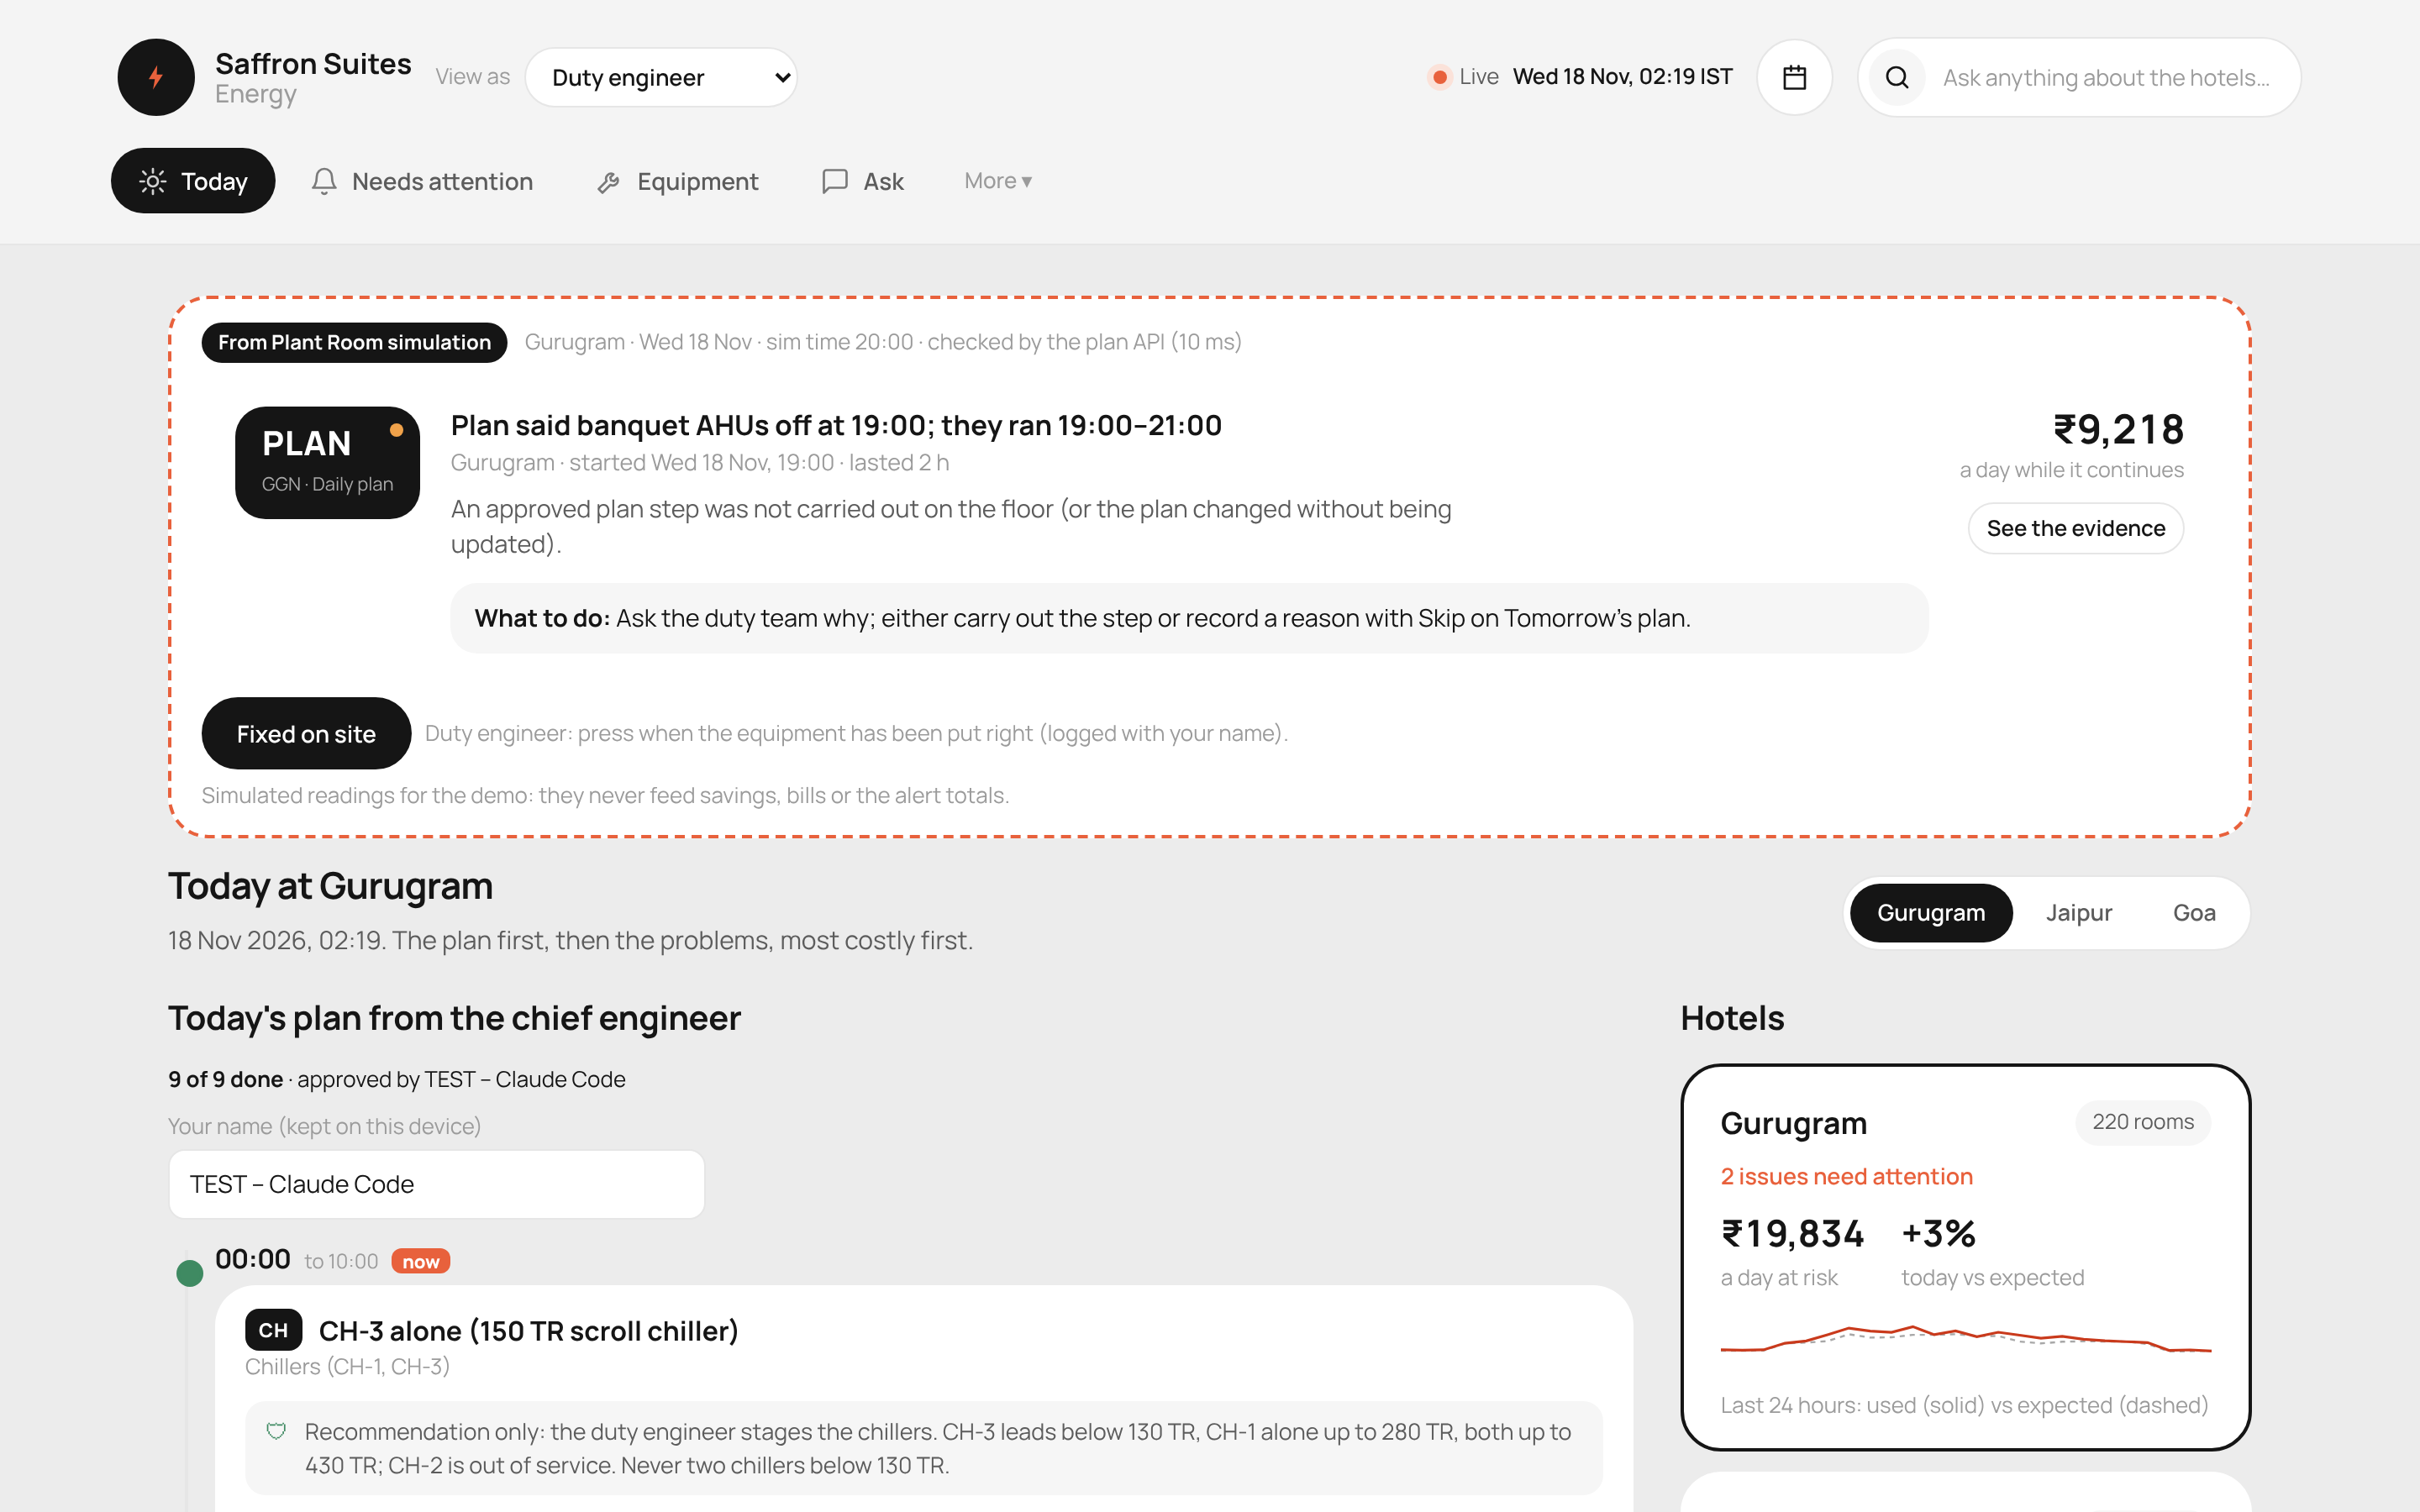 Saffron Suites
Energy
View as
Duty engineer
Live
Wed 18 Nov, 02:19 IST
Ask anything about the hotels...
Today
Needs attention
Equipment
Ask
More ▾
From Plant Room simulation
Gurugram · Wed 18 Nov · sim time 20:00 · checked by the plan API (10 ms)
PLAN
GGN · Daily plan
Plan said banquet AHUs off at 19:00; they ran 19:00–21:00
Gurugram · started Wed 18 Nov, 19:00 · lasted 2 h
An approved plan step was not carried out on the floor (or the plan changed without being
updated).
What to do: Ask the duty team why; either carry out the step or record a reason with Skip on Tomorrow's plan.
₹9,218
a day while it continues
See the evidence
Fixed on site
Duty engineer: press when the equipment has been put right (logged with your name).
Simulated readings for the demo: they never feed savings, bills or the alert totals.
Today at Gurugram
18 Nov 2026, 02:19. The plan first, then the problems, most costly first.
Gurugram
Jaipur
Goa
Today's plan from the chief engineer
9 of 9 done · approved by TEST – Claude Code
Your name (kept on this device)
TEST – Claude Code
00:00 to 10:00 now
CH
CH-3 alone (150 TR scroll chiller)
Chillers (CH-1, CH-3)
Recommendation only: the duty engineer stages the chillers. CH-3 leads below 130 TR, CH-1 alone up to 280 TR, both up to
430 TR; CH-2 is out of service. Never two chillers below 130 TR.
Hotels
Gurugram
220 rooms
2 issues need attention
₹19,834
a day at risk
+3%
today vs expected
Last 24 hours: used (solid) vs expected (dashed)